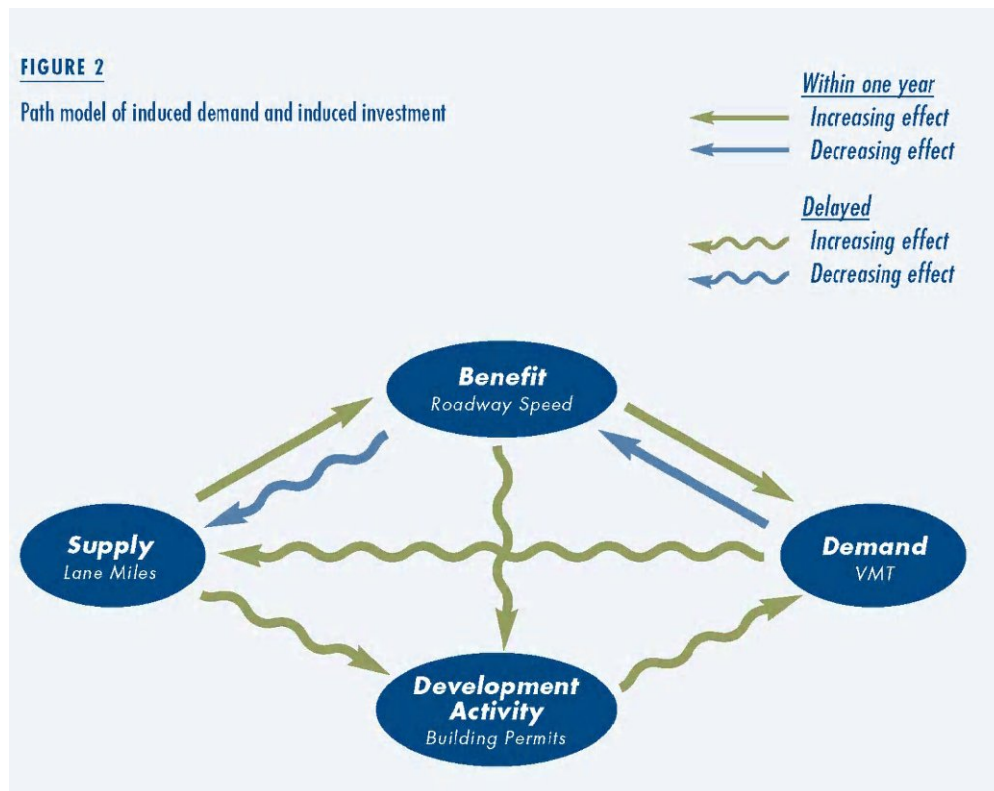 FIGURE 2
Path model of induced demand and induced investment
Within one year
Increasing effect
Decreasing effect
Delayed
Increasing effect
Decreasing effect
Benefit
Roadway Speed
Supply
Lane Miles
Demand
VMT
Development
Activity
Building Permits